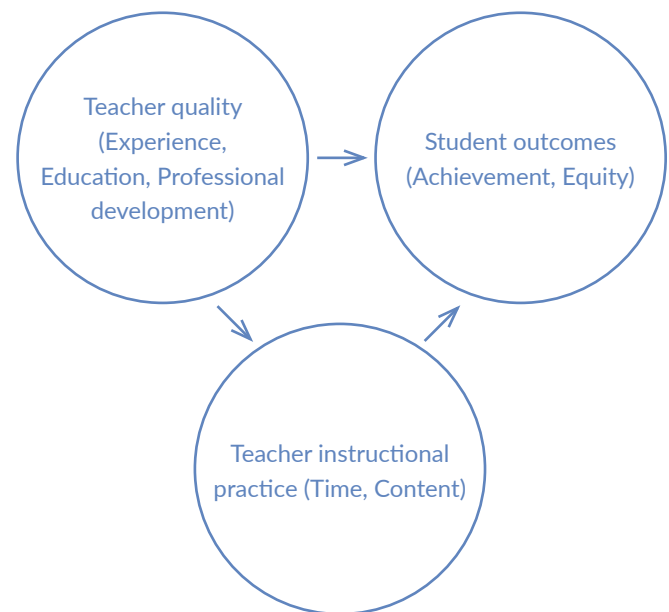 Teacher quality
(Experience,
Education, Professional
development)
Student outcomes
(Achievement, Equity)
Teacher instructional
practice (Time, Content)